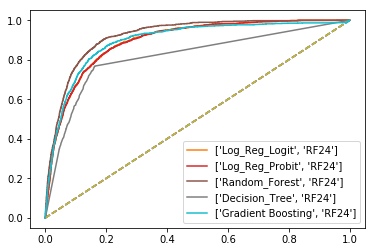 1.0
0.8
0.6
0.4
0.2
0.0
['Log_Reg_Logit', 'RF24']
['Log_Reg_Probit', 'RF24']
['Random_Forest', 'RF24']
['Decision_Tree', 'RF24']
['Gradient Boosting', 'RF24']
0.0 0.2 0.4 0.6 0.8 1.0